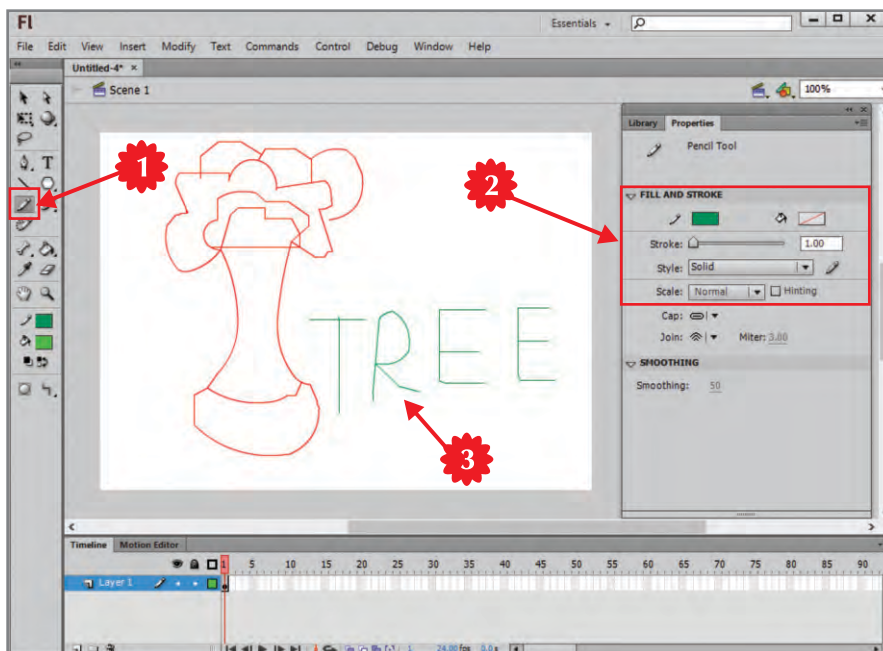 Fl
Essentials
File Edit View Insert Modify Text Commands Control Debug Window Help
Untitled-4* ×
Scene 1
100%
Library Properties
Pencil Tool
1
2
FILL AND STROKE
Stroke: 1.00
Style: Solid
Scale: Normal Hinting
Cap:
Join: Miter: 3.00
SMOOTHING
Smoothing: 50
T
TREE
3
Timeline Motion Editor
1 5 10 15 20 25 30 35 40 45 50 55 60 65 70 75 80 85 90
Layer 1
1 24.00 fps 0.0 s